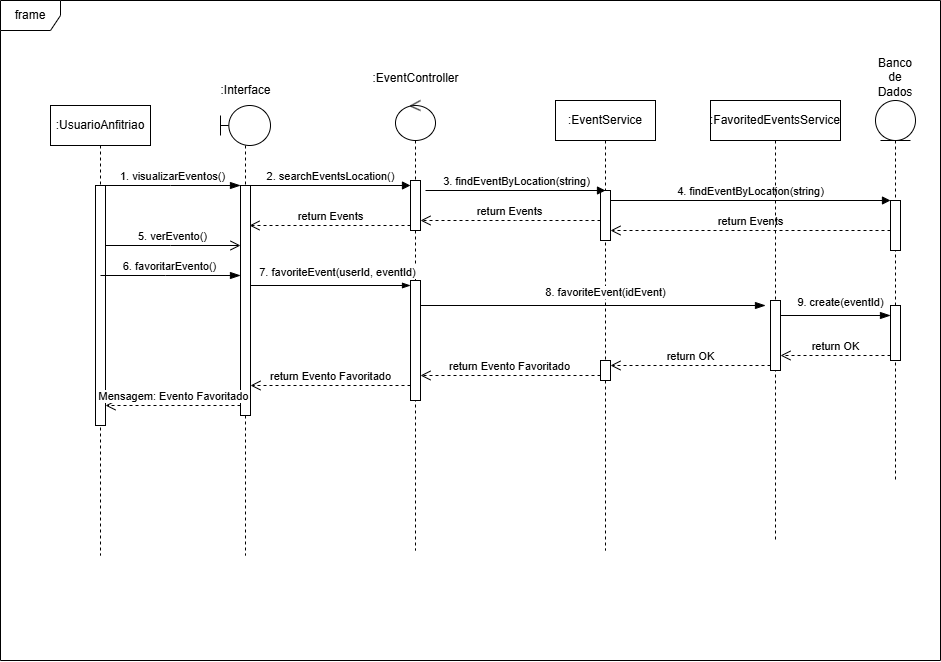 frame
Banco
de
Dados
:EventController
:Interface
:UsuarioAnfitriao
:EventService
:FavoritedEventsService
1. visualizarEventos()
2. searchEventsLocation()
3. findEventByLocation(string)
4. findEventByLocation(string)
return Events
return Events
return Events
5. verEvento()
6. favoritarEvento()
7. favoriteEvent(userId, eventId)
8. favoriteEvent(idEvent)
9. create(eventId)
return OK
return OK
return Evento Favoritado
return Evento Favoritado
Mensagem: Evento Favoritado